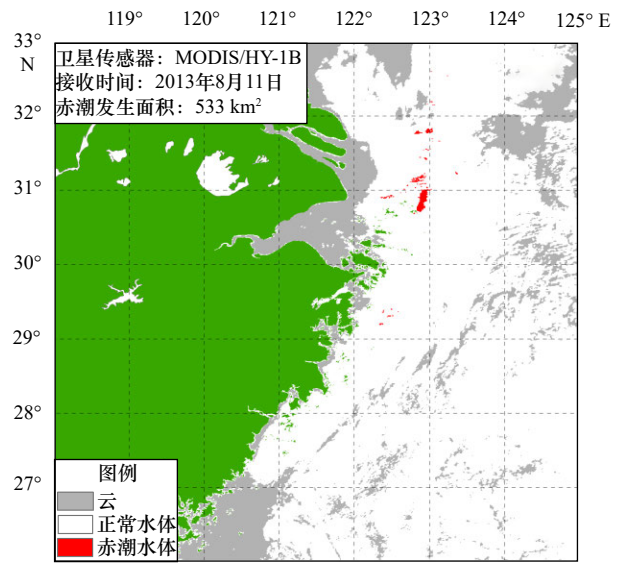 119° 120° 121° 122° 123° 124° 125° E
33°
N
卫星传感器：MODIS/HY-1B
接收时间：2013年8月11日
赤潮发生面积：533 km²
32°
31°
30°
29°
28°
27°
图例
云
正常水体
赤潮水体